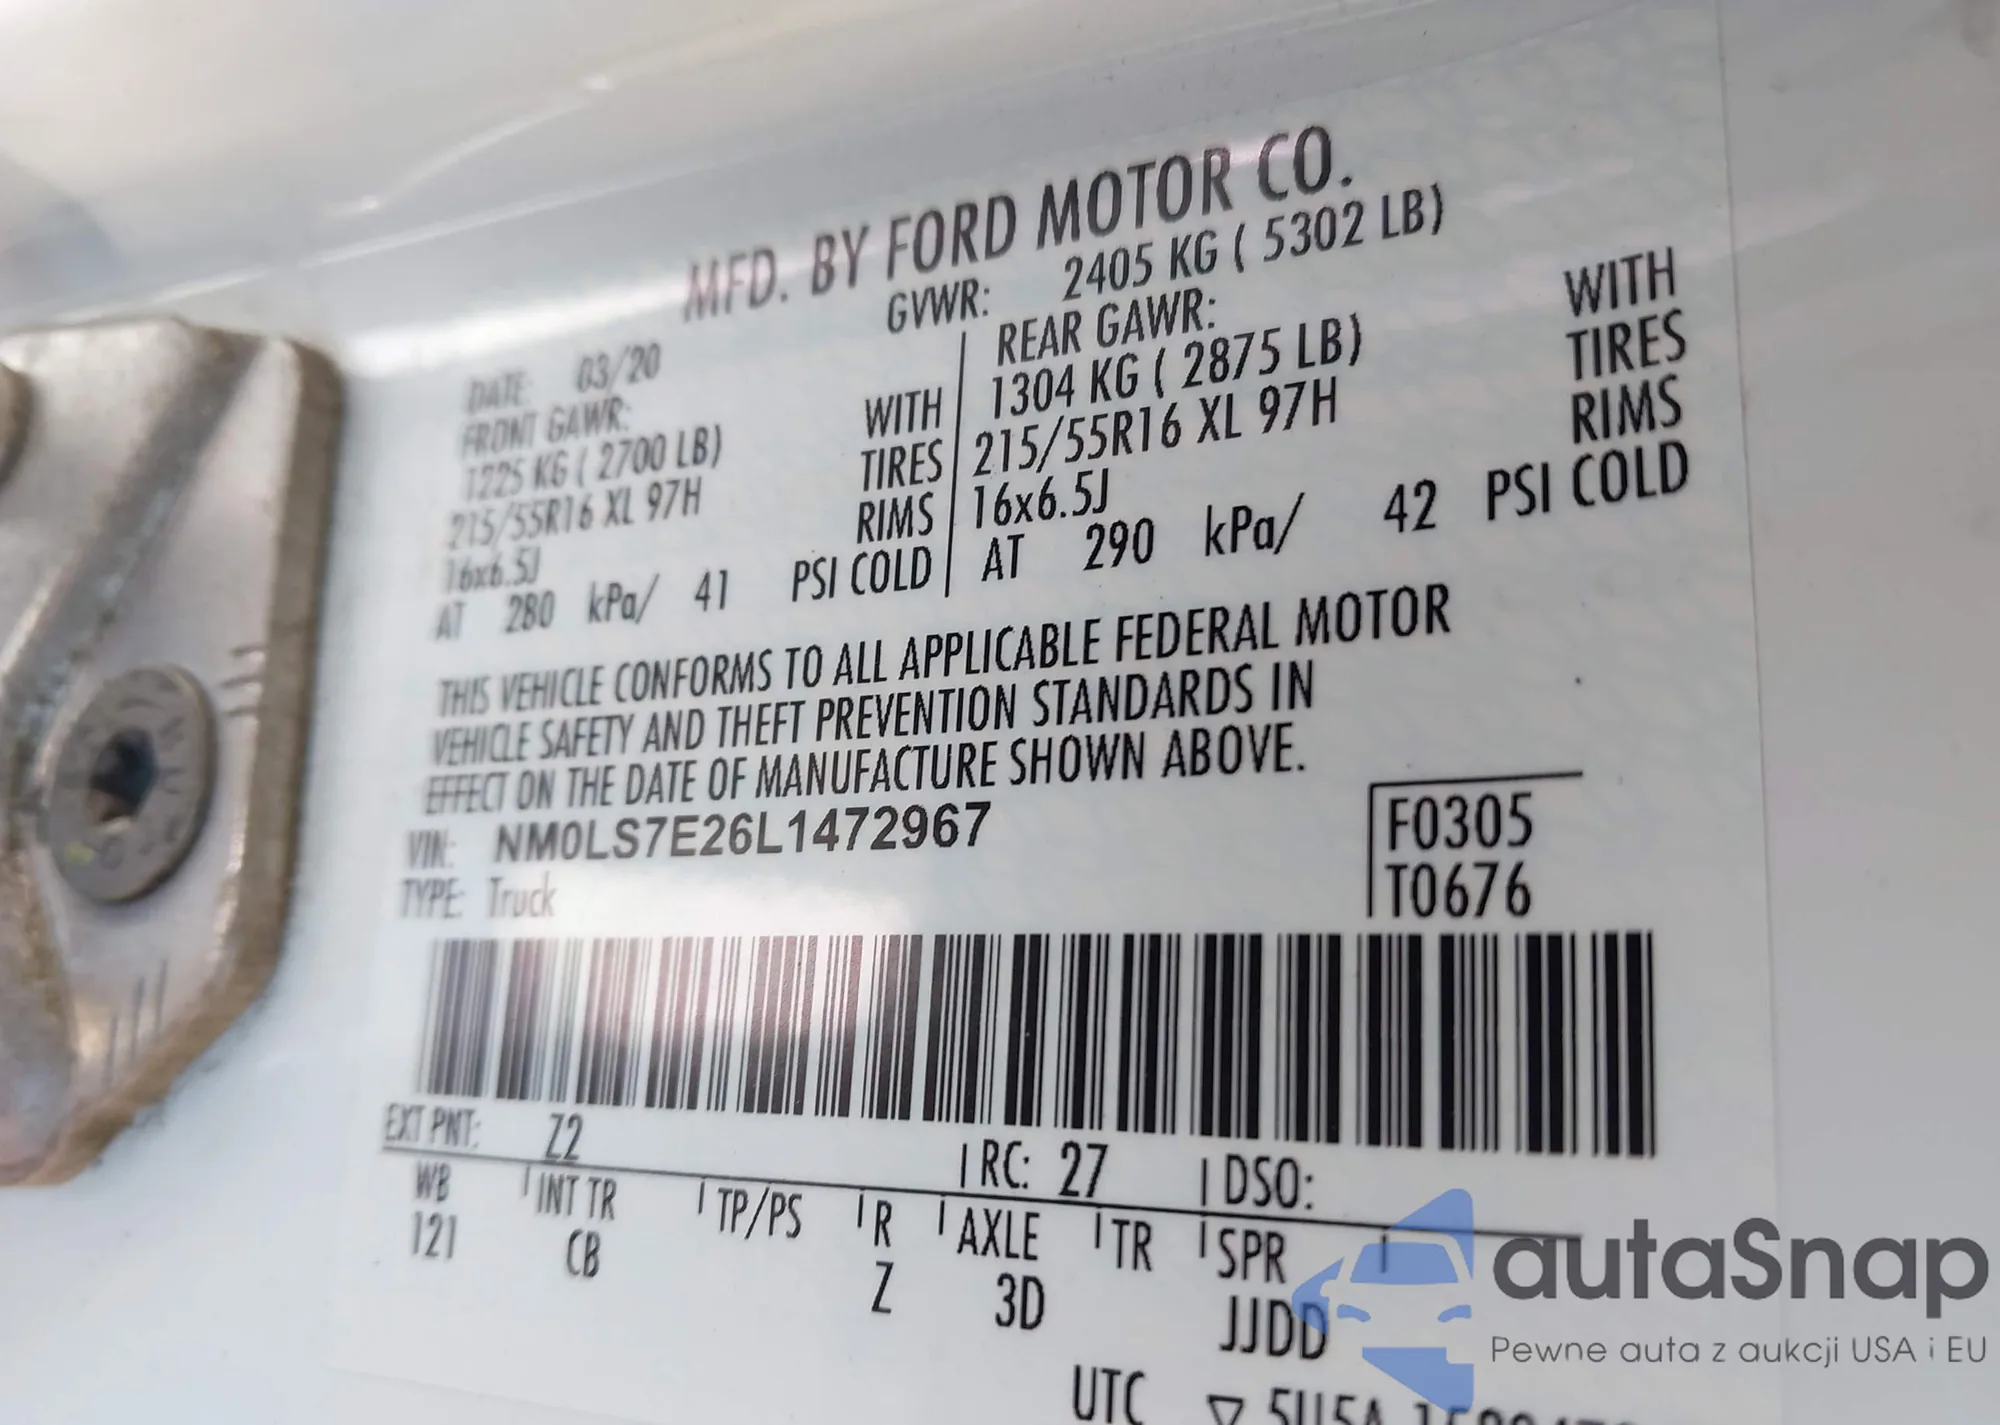 MFD. BY FORD MOTOR CO.
DATE: 03/20 GVWR: 2405 KG ( 5302 LB)
FRONT GAWR: REAR GAWR:
1225 KG ( 2700 LB) WITH 1304 KG ( 2875 LB) WITH
215/55R16 XL 97H TIRES 215/55R16 XL 97H TIRES
16x6.5J RIMS 16x6.5J RIMS
AT 280 kPa/ 41 PSI COLD AT 290 kPa/ 42 PSI COLD
THIS VEHICLE CONFORMS TO ALL APPLICABLE FEDERAL MOTOR
VEHICLE SAFETY AND THEFT PREVENTION STANDARDS IN
EFFECT ON THE DATE OF MANUFACTURE SHOWN ABOVE.
VIN: NM0LS7E26L1472967 F0305
TYPE: Truck T0676
EXT PNT: Z2 RC: 27 DSO:
WB INT TR TP/PS R AXLE TR SPR
121 CB Z 3D JJDD
UTC
autaSnap
Pewne auta z aukcji USA i EU